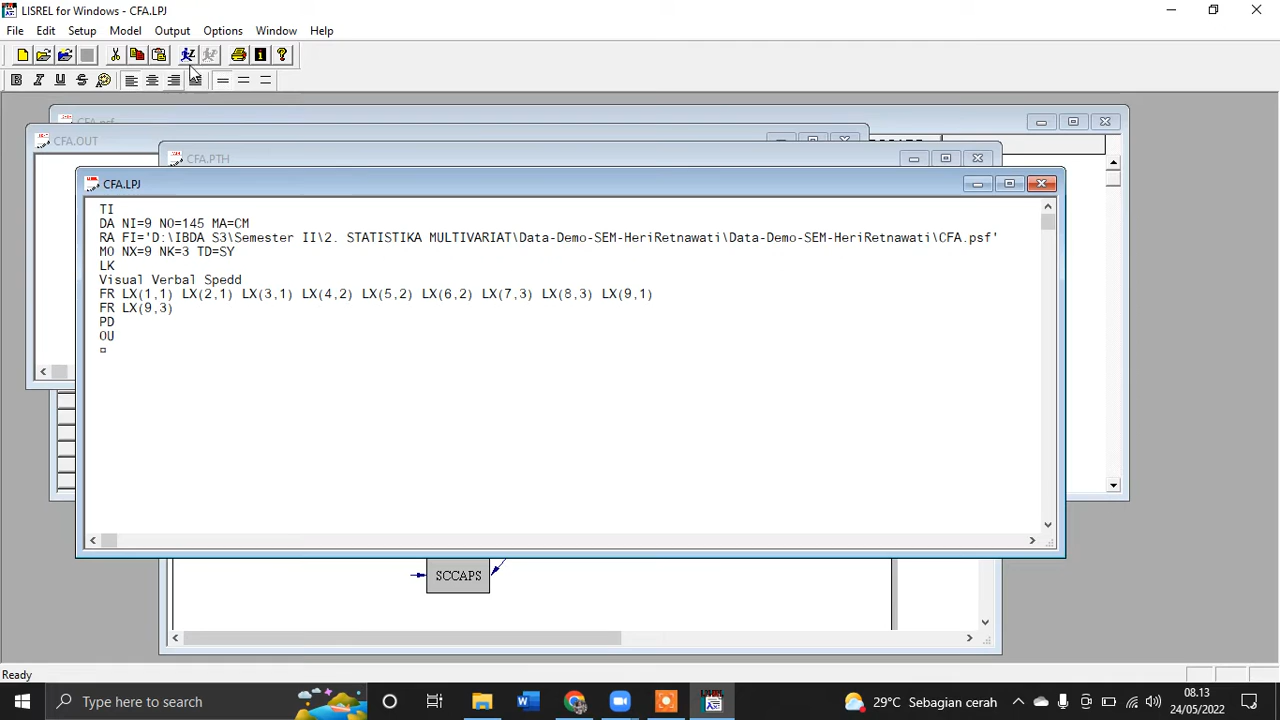 LISREL for Windows - CFA.LPJ
File Edit Setup Model Output Options Window Help
CFA.OUT
CFA.PTH
CFA.LPJ
TI
DA NI=9 NO=145 MA=CM
RA FI='D:\IBDA S3\Semester II\2. STATISTIKA MULTIVARIAT\Data-Demo-SEM-HeriRetnawati\Data-Demo-SEM-HeriRetnawati\CFA.psf'
MO NX=9 NK=3 TD=SY
LK
Visual Verbal Spedd
FR LX(1,1) LX(2,1) LX(3,1) LX(4,2) LX(5,2) LX(6,2) LX(7,3) LX(8,3) LX(9,1)
FR LX(9,3)
PD
OU
SCCAPS
Ready
Type here to search
29°C Sebagian cerah
08.13
24/05/2022